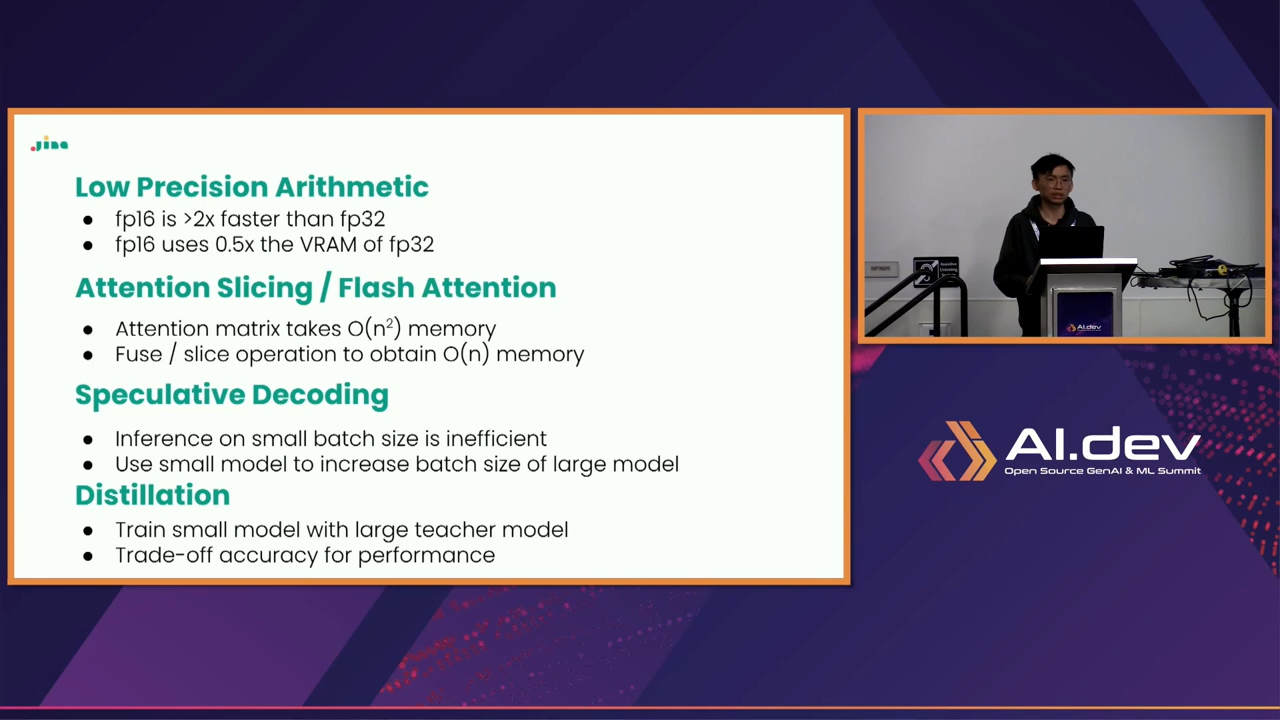 jina
Low Precision Arithmetic
● fp16 is >2x faster than fp32
● fp16 uses 0.5x the VRAM of fp32
Attention Slicing / Flash Attention
● Attention matrix takes O(n²) memory
● Fuse / slice operation to obtain O(n) memory
Speculative Decoding
● Inference on small batch size is inefficient
● Use small model to increase batch size of large model
Distillation
● Train small model with large teacher model
● Trade-off accuracy for performance
AI.dev
AI.dev
Open Source GenAI & ML Summit